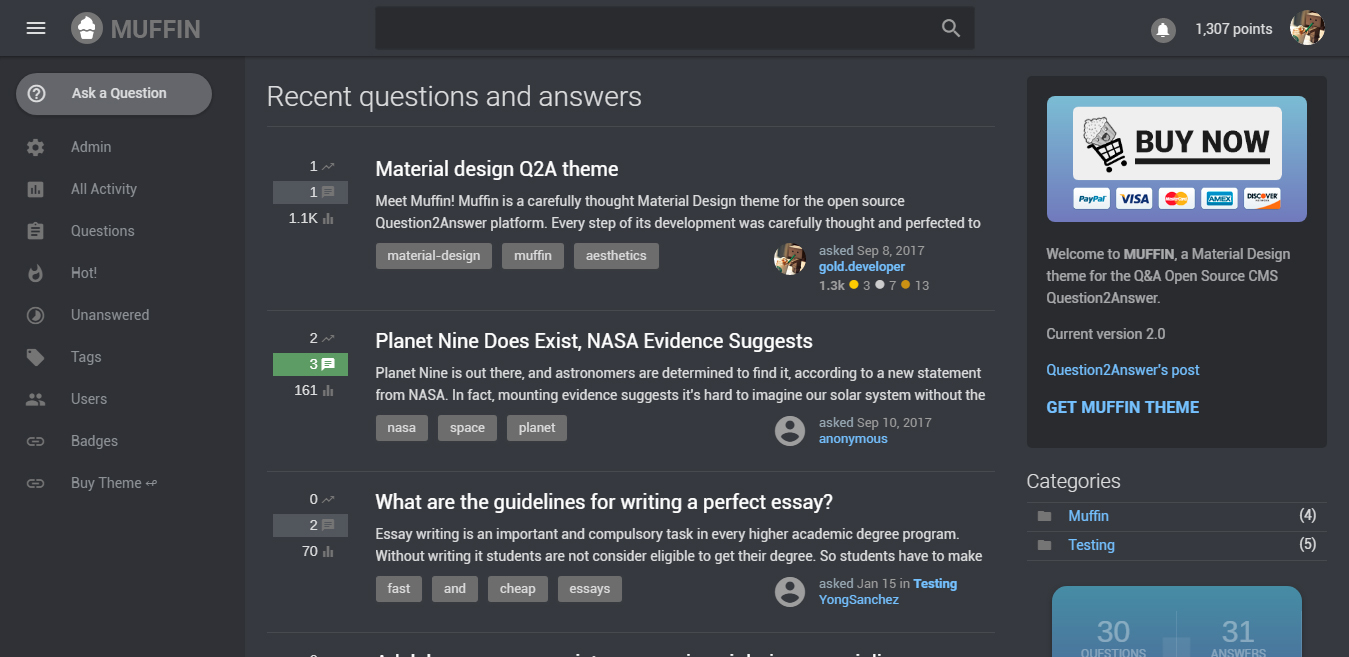 MUFFIN
1,307 points
Ask a Question
Admin
All Activity
Questions
Hot!
Unanswered
Tags
Users
Badges
Buy Theme ↫
Recent questions and answers
1
1
1.1K
Material design Q2A theme
Meet Muffin! Muffin is a carefully thought Material Design theme for the open source
Question2Answer platform. Every step of its development was carefully thought and perfected to
material-design muffin aesthetics
asked Sep 8, 2017
gold.developer
1.3k 3 7 13
2
3
161
Planet Nine Does Exist, NASA Evidence Suggests
Planet Nine is out there, and astronomers are determined to find it, according to a new statement
from NASA. In fact, mounting evidence suggests it's hard to imagine our solar system without the
nasa space planet
asked Sep 10, 2017
anonymous
0
2
70
What are the guidelines for writing a perfect essay?
Essay writing is an important and compulsory task in every higher academic degree program.
Without writing it students are not consider eligible to get their degree. So students have to make
fast and cheap essays
asked Jan 15 in Testing
YongSanchez
BUY NOW
PayPal VISA MasterCard AMEX DISCOVER
Welcome to MUFFIN, a Material Design
theme for the Q&A Open Source CMS
Question2Answer.
Current version 2.0
Question2Answer's post
GET MUFFIN THEME
Categories
Muffin (4)
Testing (5)
30 31
QUESTIONS ANSWERS